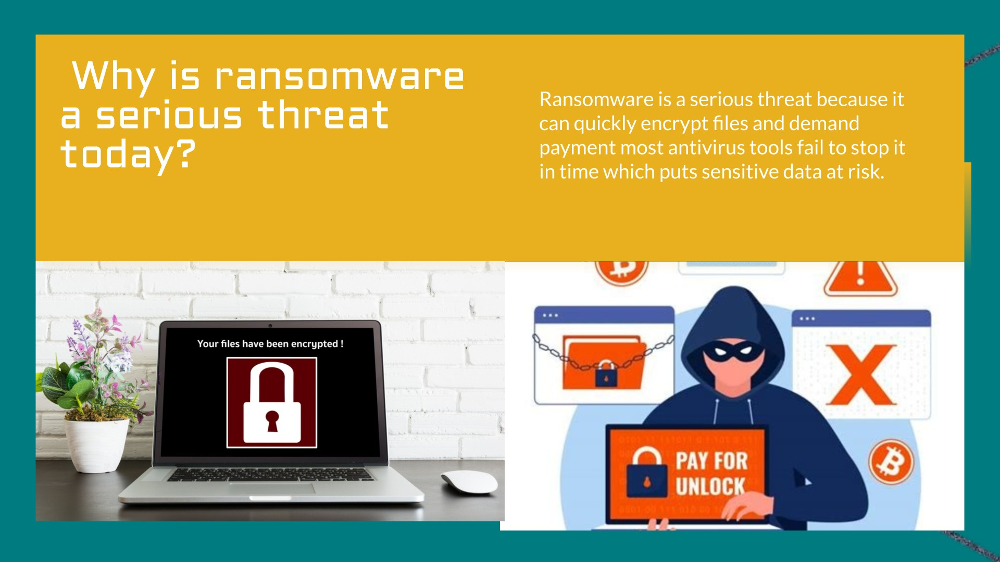 Why is ransomware
a serious threat
today?
Ransomware is a serious threat because it
can quickly encrypt files and demand
payment most antivirus tools fail to stop it
in time which puts sensitive data at risk.
Your files have been encrypted !
X
PAY FOR
UNLOCK